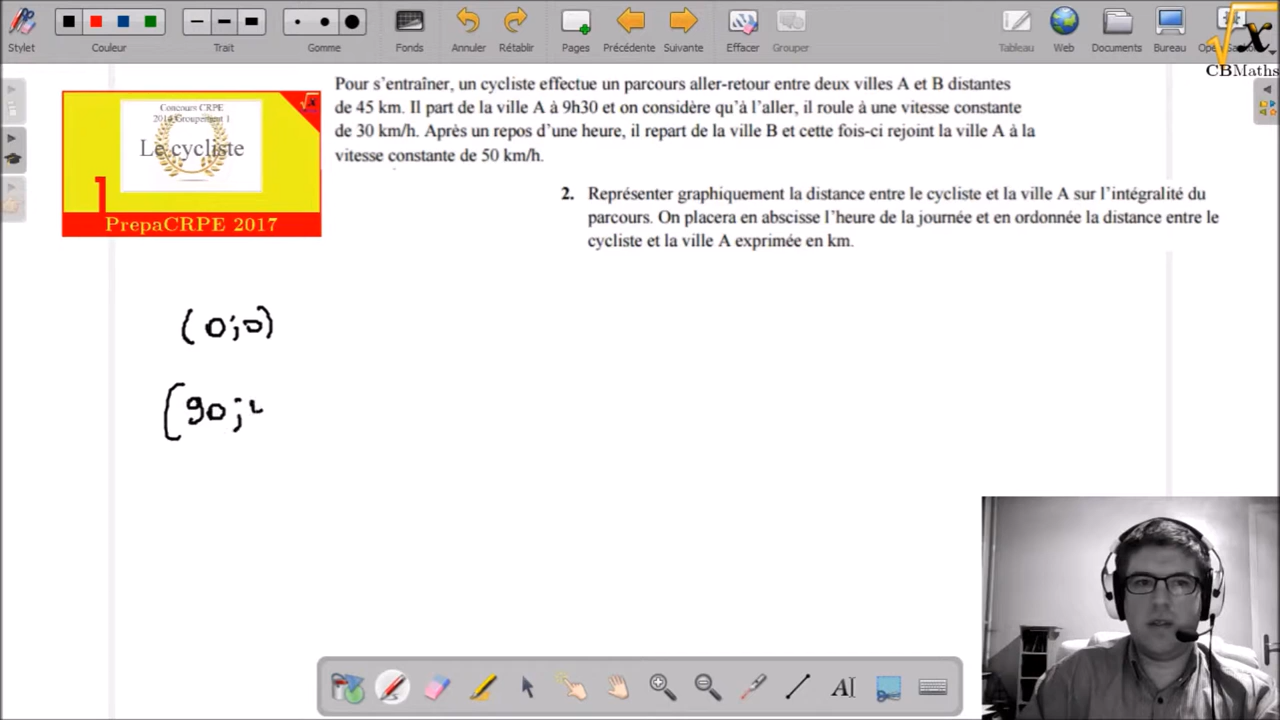 Stylet
Couleur
Trait
Gomme
Fonds
Annuler
Rétablir
Pages
Précédente
Suivante
Effacer
Grouper
Tableau
Web
Documents
Bureau
CBMaths
Concours CRPE
Groupement 1
Le cycliste
1
PrepaCRPE 2017
Pour s’entraîner, un cycliste effectue un parcours aller-retour entre deux villes A et B distantes
de 45 km. Il part de la ville A à 9h30 et on considère qu’à l’aller, il roule à une vitesse constante
de 30 km/h. Après un repos d’une heure, il repart de la ville B et cette fois-ci rejoint la ville A à la
vitesse constante de 50 km/h.
2. Représenter graphiquement la distance entre le cycliste et la ville A sur l’intégralité du
parcours. On placera en abscisse l’heure de la journée et en ordonnée la distance entre le
cycliste et la ville A exprimée en km.
(0;0)
(90;